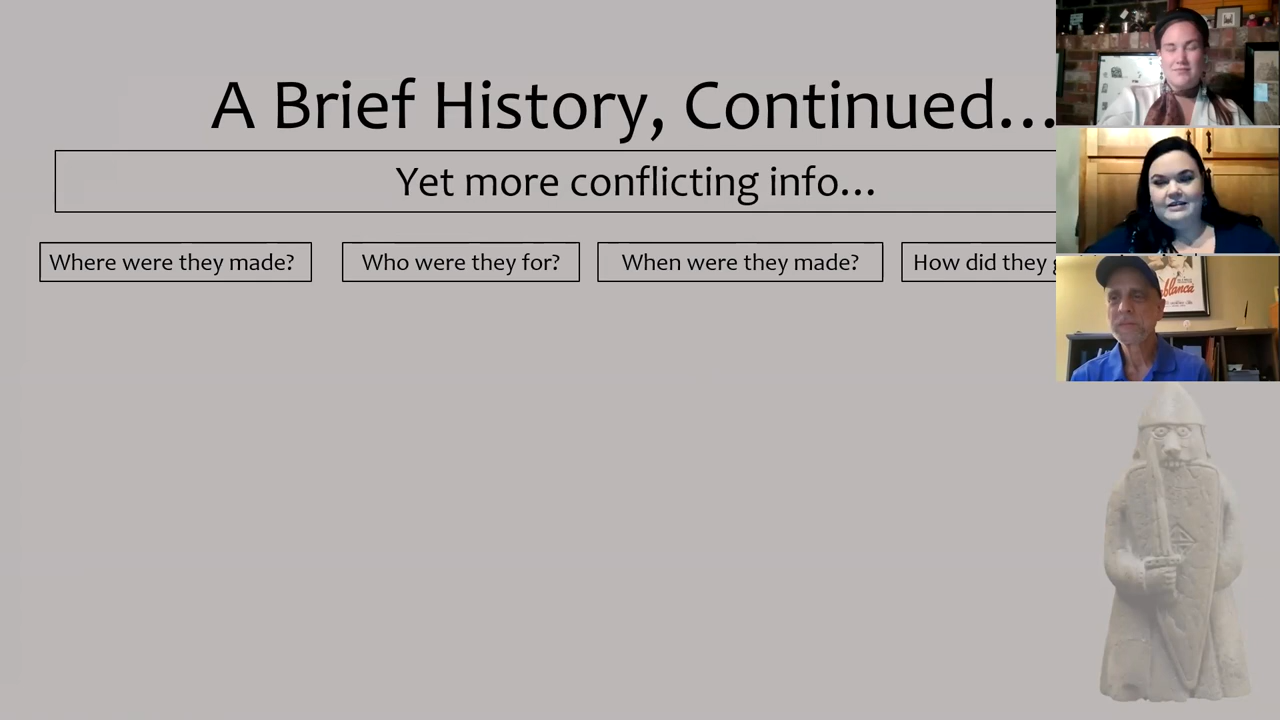 A Brief History, Continued...
Yet more conflicting info...
Where were they made?
Who were they for?
When were they made?
How did they
ablanca